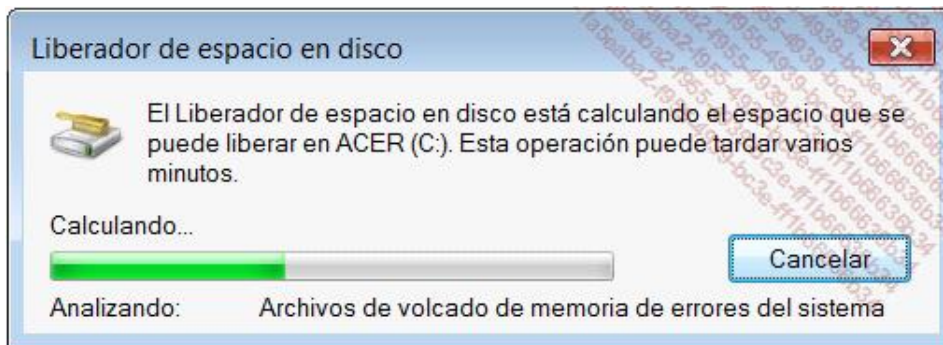 Liberador de espacio en disco
El Liberador de espacio en disco está calculando el espacio que se
puede liberar en ACER (C:). Esta operación puede tardar varios
minutos.
Calculando...
Cancelar
Analizando: Archivos de volcado de memoria de errores del sistema